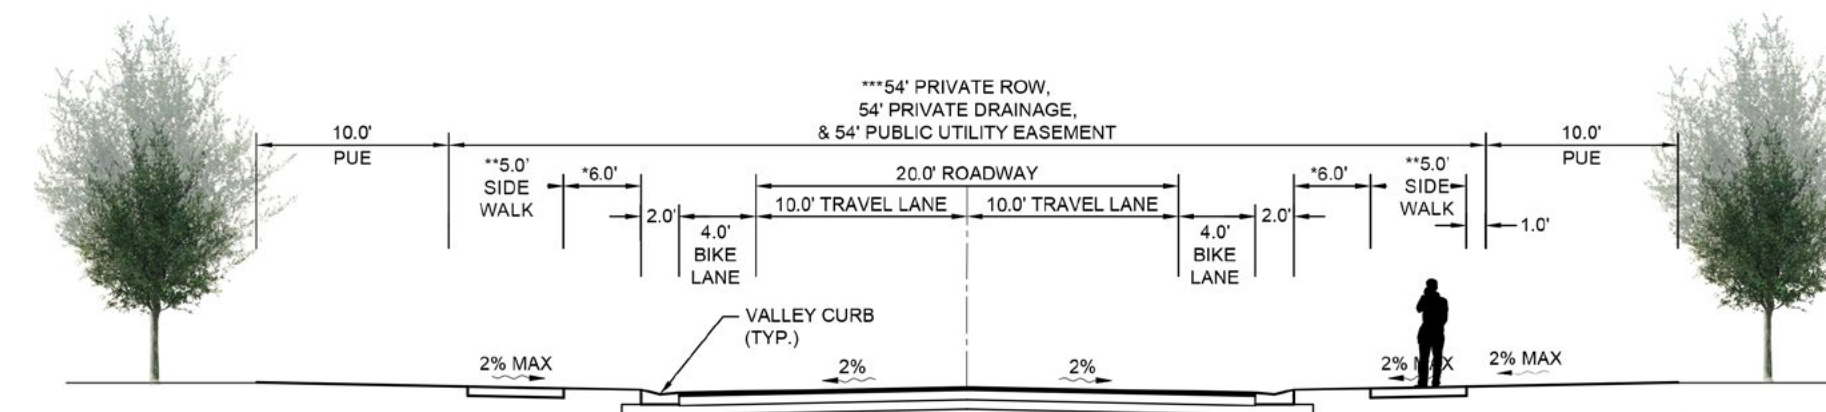 ***54' PRIVATE ROW,
54' PRIVATE DRAINAGE,
& 54' PUBLIC UTILITY EASEMENT
10.0'
PUE
10.0'
PUE
**5.0'
SIDE
WALK
*6.0'
20.0' ROADWAY
*6.0'
**5.0'
SIDE
WALK
2.0'
4.0'
BIKE
LANE
10.0' TRAVEL LANE
10.0' TRAVEL LANE
4.0'
BIKE
LANE
2.0'
1.0'
VALLEY CURB
(TYP.)
2% MAX
2%
2%
2% MAX
2% MAX